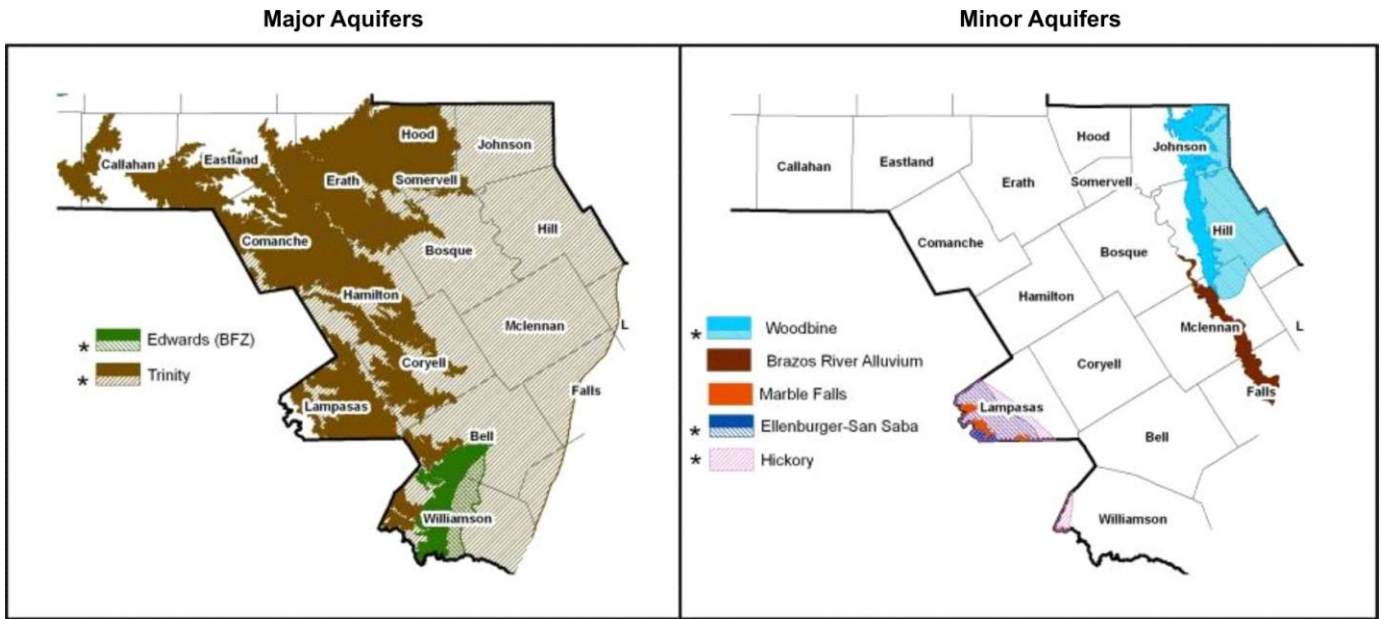 Major Aquifers
Minor Aquifers
Callahan
Eastland
Hood
Johnson
Erath
Somervell
Comanche
Bosque
Hill
Hamilton
Mclennan
L
Coryell
Falls
Lampasas
Bell
Williamson
* Edwards (BFZ)
* Trinity
Callahan
Eastland
Hood
Johnson
Erath
Somervell
Comanche
Bosque
Hill
Hamilton
Mclennan
L
Coryell
Falls
Lampasas
Bell
Williamson
* Woodbine
Brazos River Alluvium
Marble Falls
* Ellenburger-San Saba
* Hickory